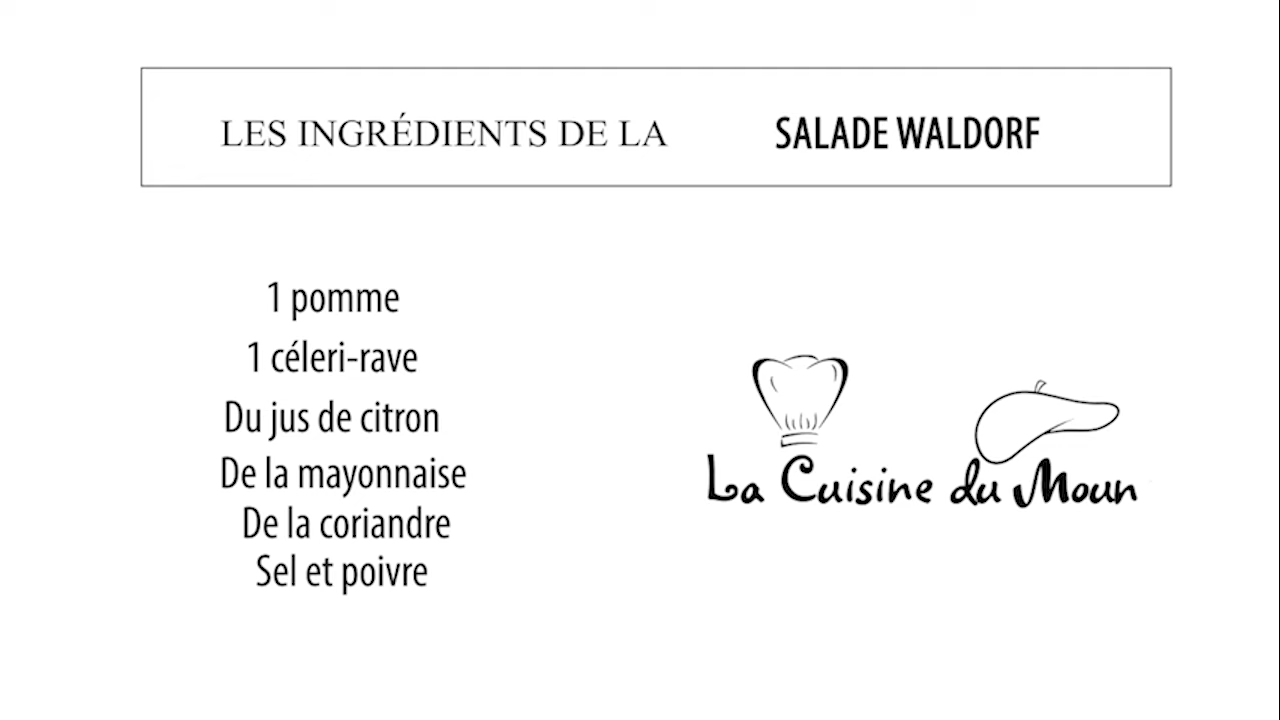 LES INGRÉDIENTS DE LA SALADE WALDORF
1 pomme
1 céleri-rave
Du jus de citron
De la mayonnaise
De la coriandre
Sel et poivre
La Cuisine du Moun